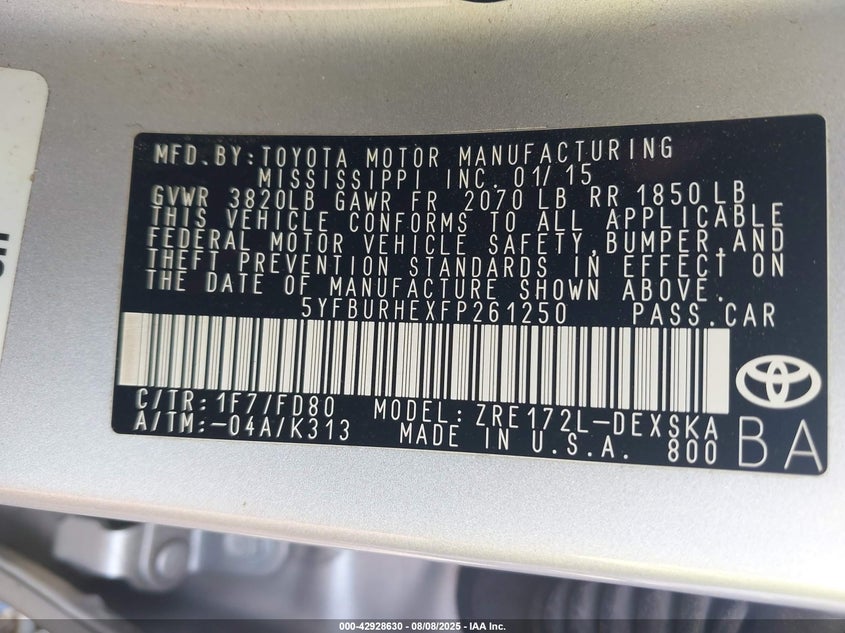 MFD.BY:TOYOTA MOTOR MANUFACTURING
MISSISSIPPI INC. 01/15
GVWR 3820LB GAWR FR 2070 LB RR 1850 LB
THIS VEHICLE CONFORMS TO ALL APPLICABLE
FEDERAL MOTOR VEHICLE SAFETY,BUMPER,AND
THEFT PREVENTION STANDARDS IN EFFECT ON
THE DATE OF MANUFACTURE SHOWN ABOVE.
5YFBURHEXFP261250 PASS.CAR
C/TR:1F7/FD80 MODEL:ZRE172L-DEXSKA
A/TM:-04A/K313 MADE IN U.S.A. 800
BA
000-42928630 - 08/08/2025 - IAA Inc.